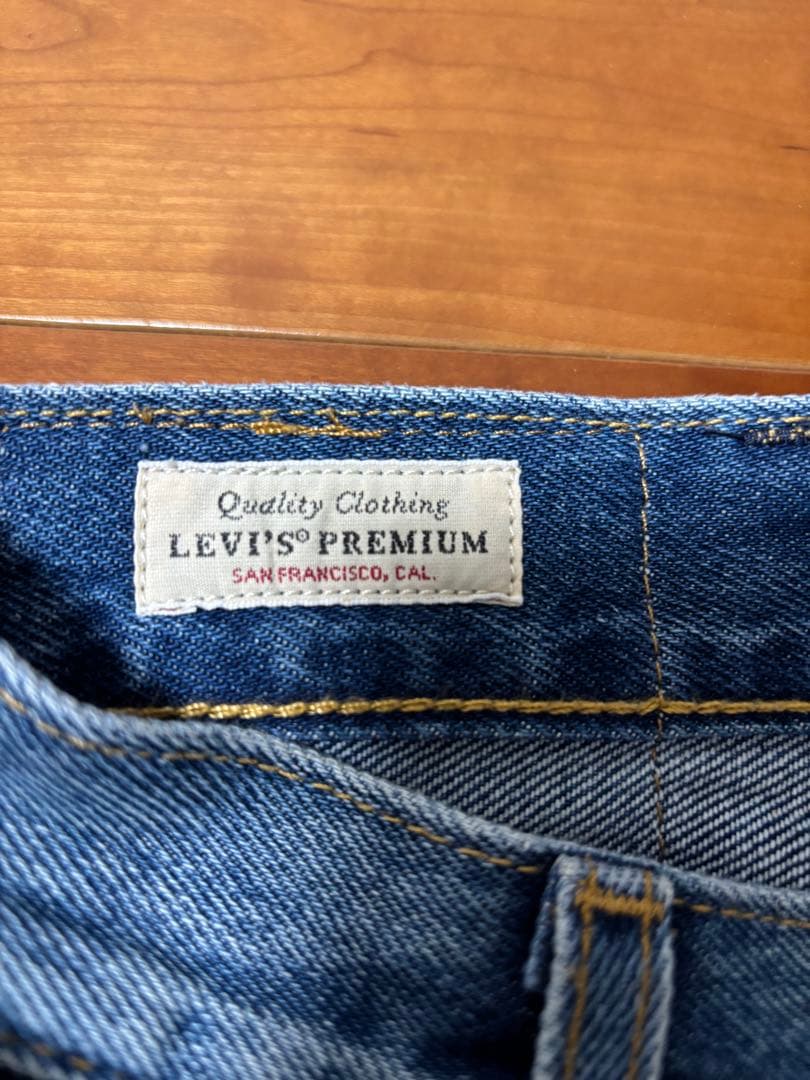 Quality Clothing
LEVI'S® PREMIUM
SAN FRANCISCO, CAL.